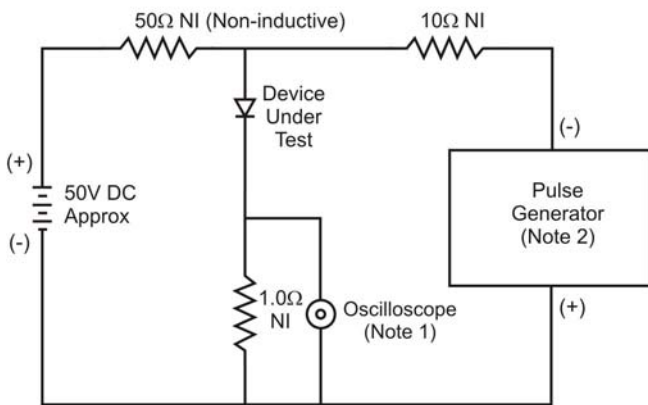 50Ω NI (Non-inductive)
10Ω NI
Device
Under
Test
(-)
(+)
50V DC
Approx
(-)
Pulse
Generator
(Note 2)
1.0Ω
NI
Oscilloscope
(Note 1)
(+)